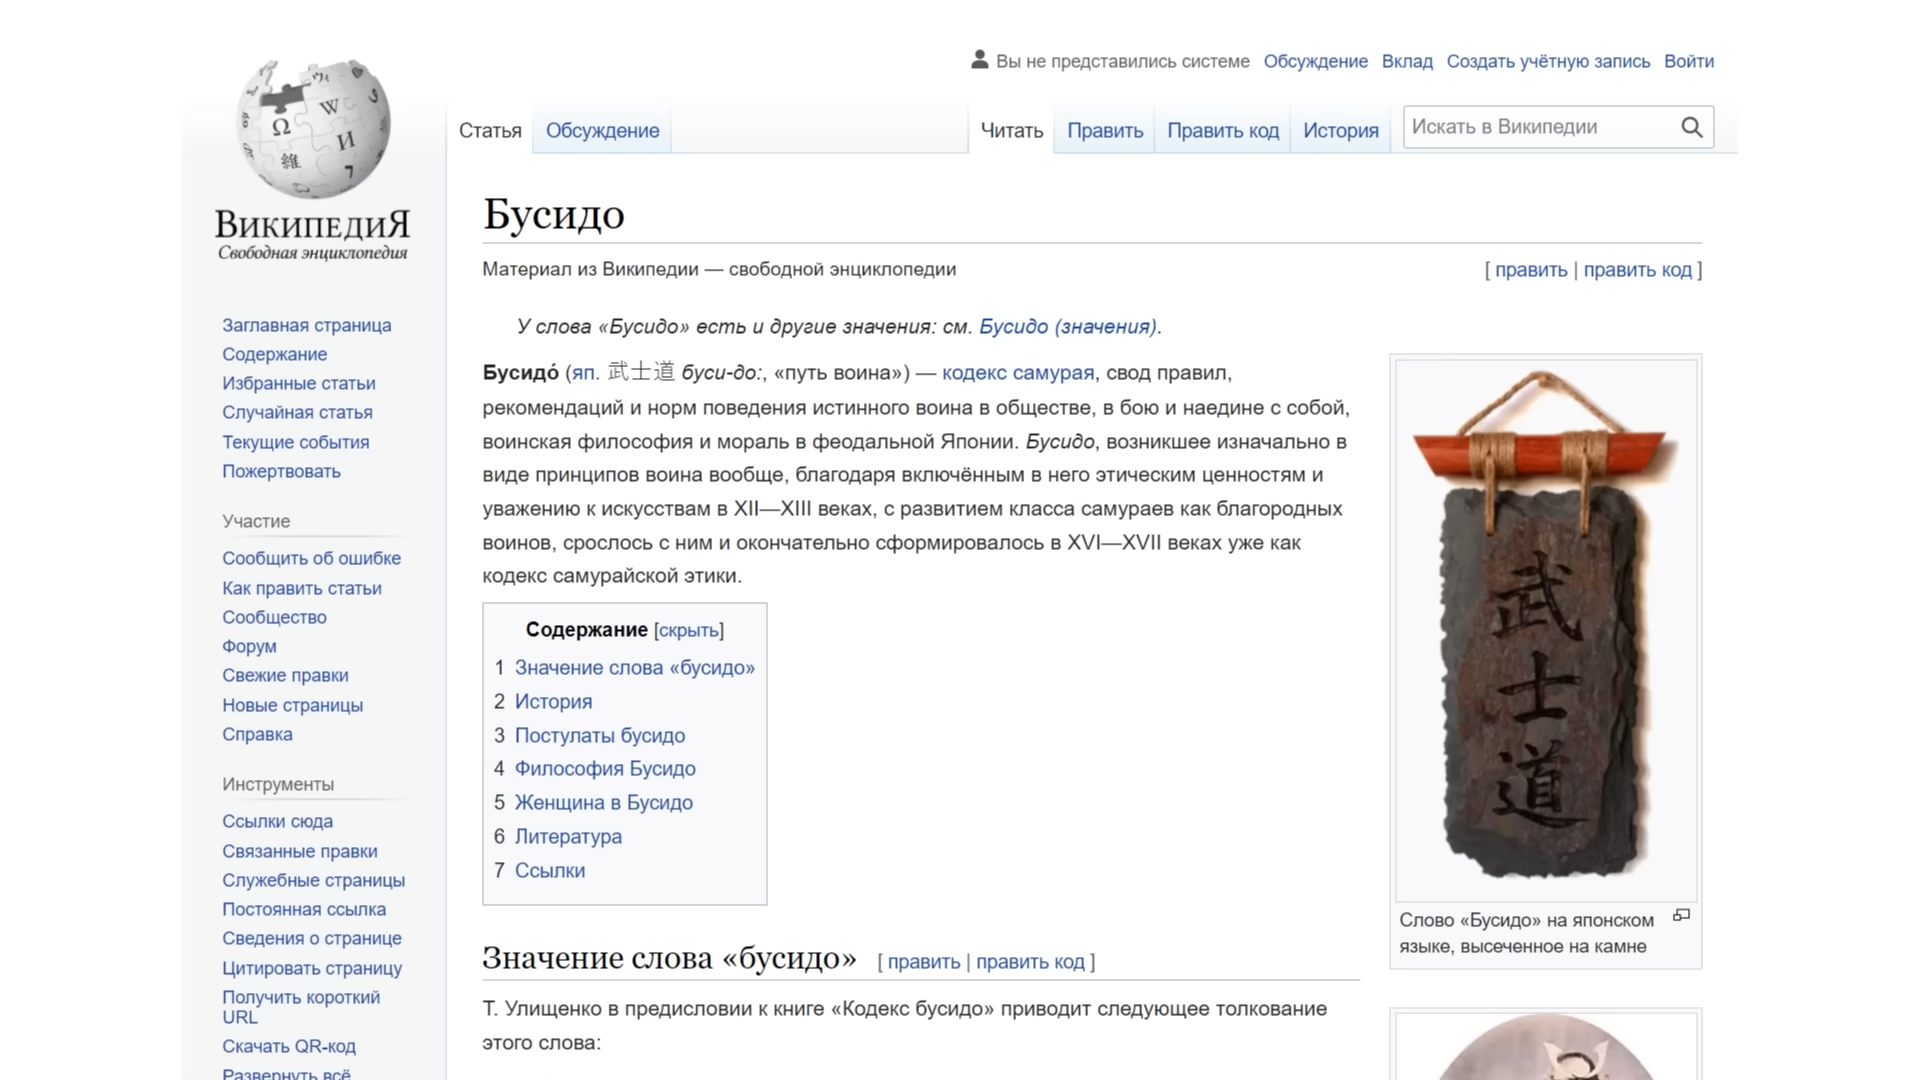 Вы не представились системе Обсуждение Вклад Создать учётную запись Войти
Статья Обсуждение Читать Править Править код История Искать в Википедии
ВикипедиЯ
Свободная энциклопедия
Заглавная страница
Содержание
Избранные статьи
Случайная статья
Текущие события
Пожертвовать
Участие
Сообщить об ошибке
Как править статьи
Сообщество
Форум
Свежие правки
Новые страницы
Справка
Инструменты
Ссылки сюда
Связанные правки
Служебные страницы
Постоянная ссылка
Сведения о странице
Цитировать страницу
Получить короткий
URL
Скачать QR-код
Развернуть всё
Бусидо
Материал из Википедии — свободной энциклопедии [ править | править код ]
У слова «Бусидо» есть и другие значения: см. Бусидо (значения).
Бусидо́ (яп. 武士道 буси-до:, «путь воина») — кодекс самурая, свод правил,
рекомендаций и норм поведения истинного воина в обществе, в бою и наедине с собой,
воинская философия и мораль в феодальной Японии. Бусидо, возникшее изначально в
виде принципов воина вообще, благодаря включённым в него этическим ценностям и
уважению к искусствам в XII—XIII веках, с развитием класса самураев как благородных
воинов, срослось с ним и окончательно сформировалось в XVI—XVII веках уже как
кодекс самурайской этики.
Содержание [скрыть]
1 Значение слова «бусидо»
2 История
3 Постулаты бусидо
4 Философия Бусидо
5 Женщина в Бусидо
6 Литература
7 Ссылки
Значение слова «бусидо» [ править | править код ]
Т. Улищенко в предисловии к книге «Кодекс бусидо» приводит следующее толкование
этого слова:
武
士
道
Слово «Бусидо» на японском
языке, высеченное на камне